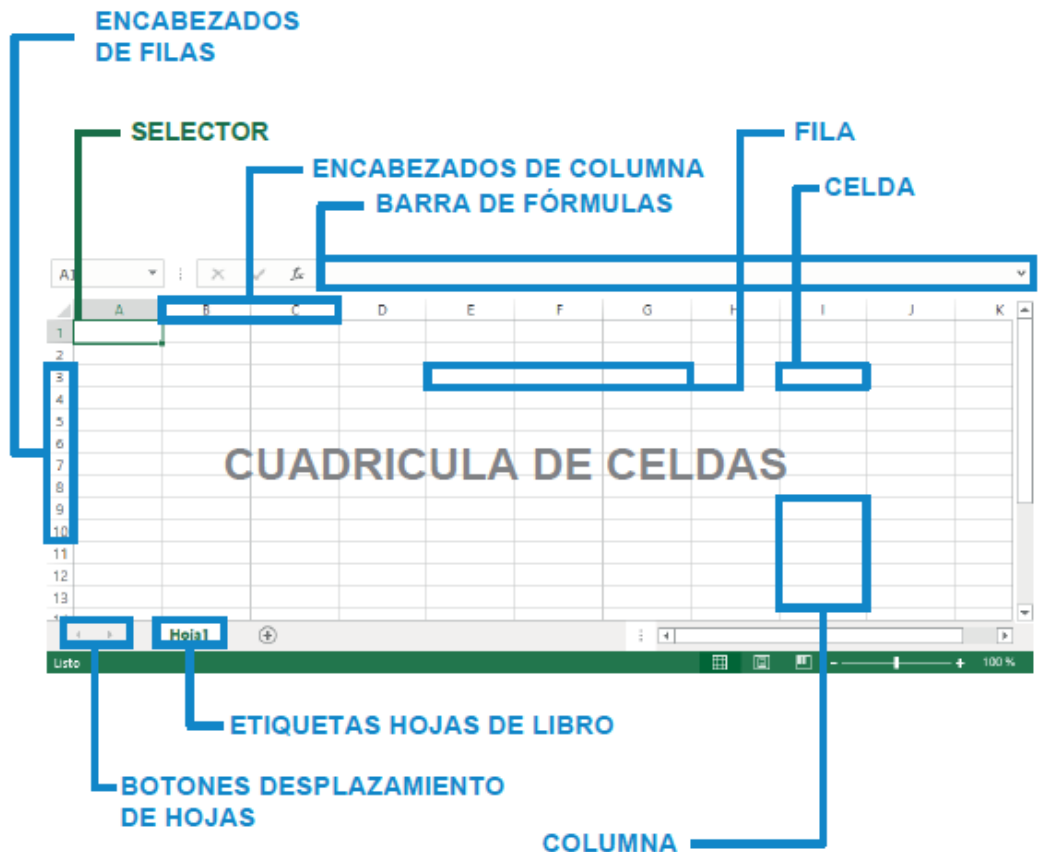 ENCABEZADOS
DE FILAS
SELECTOR
FILA
ENCABEZADOS DE COLUMNA
CELDA
BARRA DE FÓRMULAS
A1
fx
A B C D E F G H I J K
1
2
3
4
5
6
7
CUADRICULA DE CELDAS
8
9
10
11
12
13
Hoja1
Listo
100 %
ETIQUETAS HOJAS DE LIBRO
BOTONES DESPLAZAMIENTO
DE HOJAS
COLUMNA